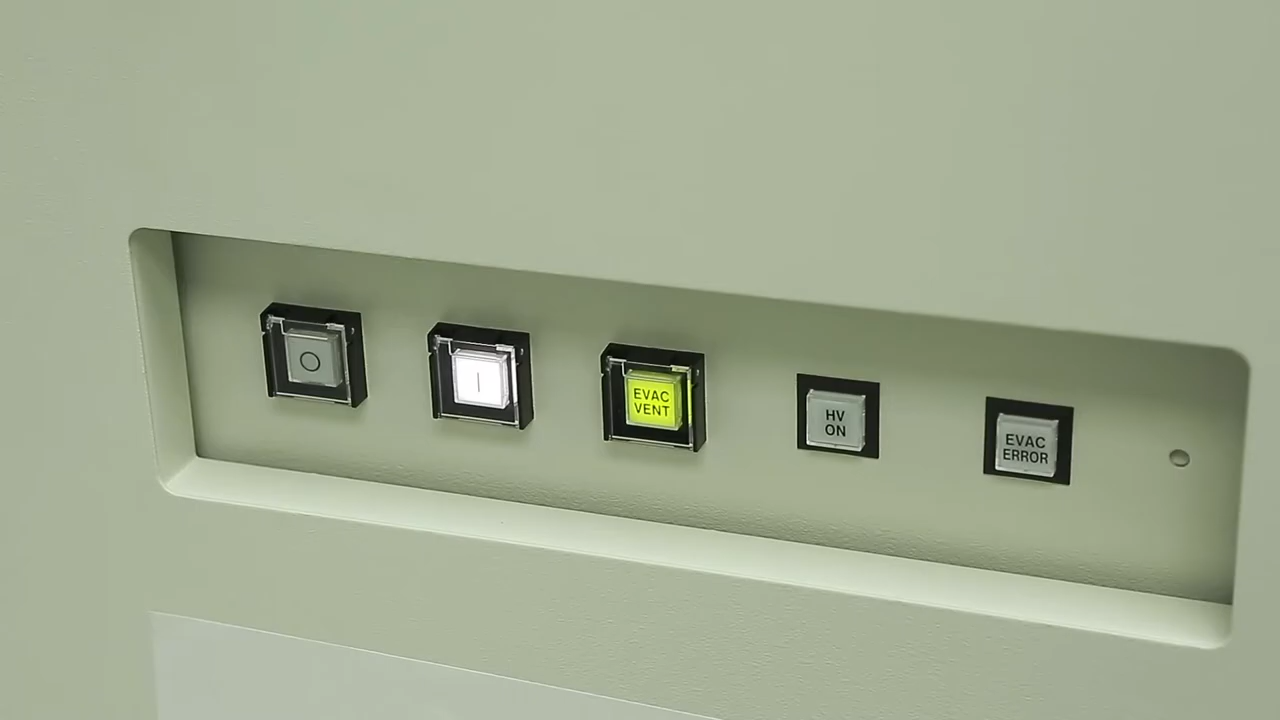 O
I
EVAC
VENT
HV
ON
EVAC
ERROR